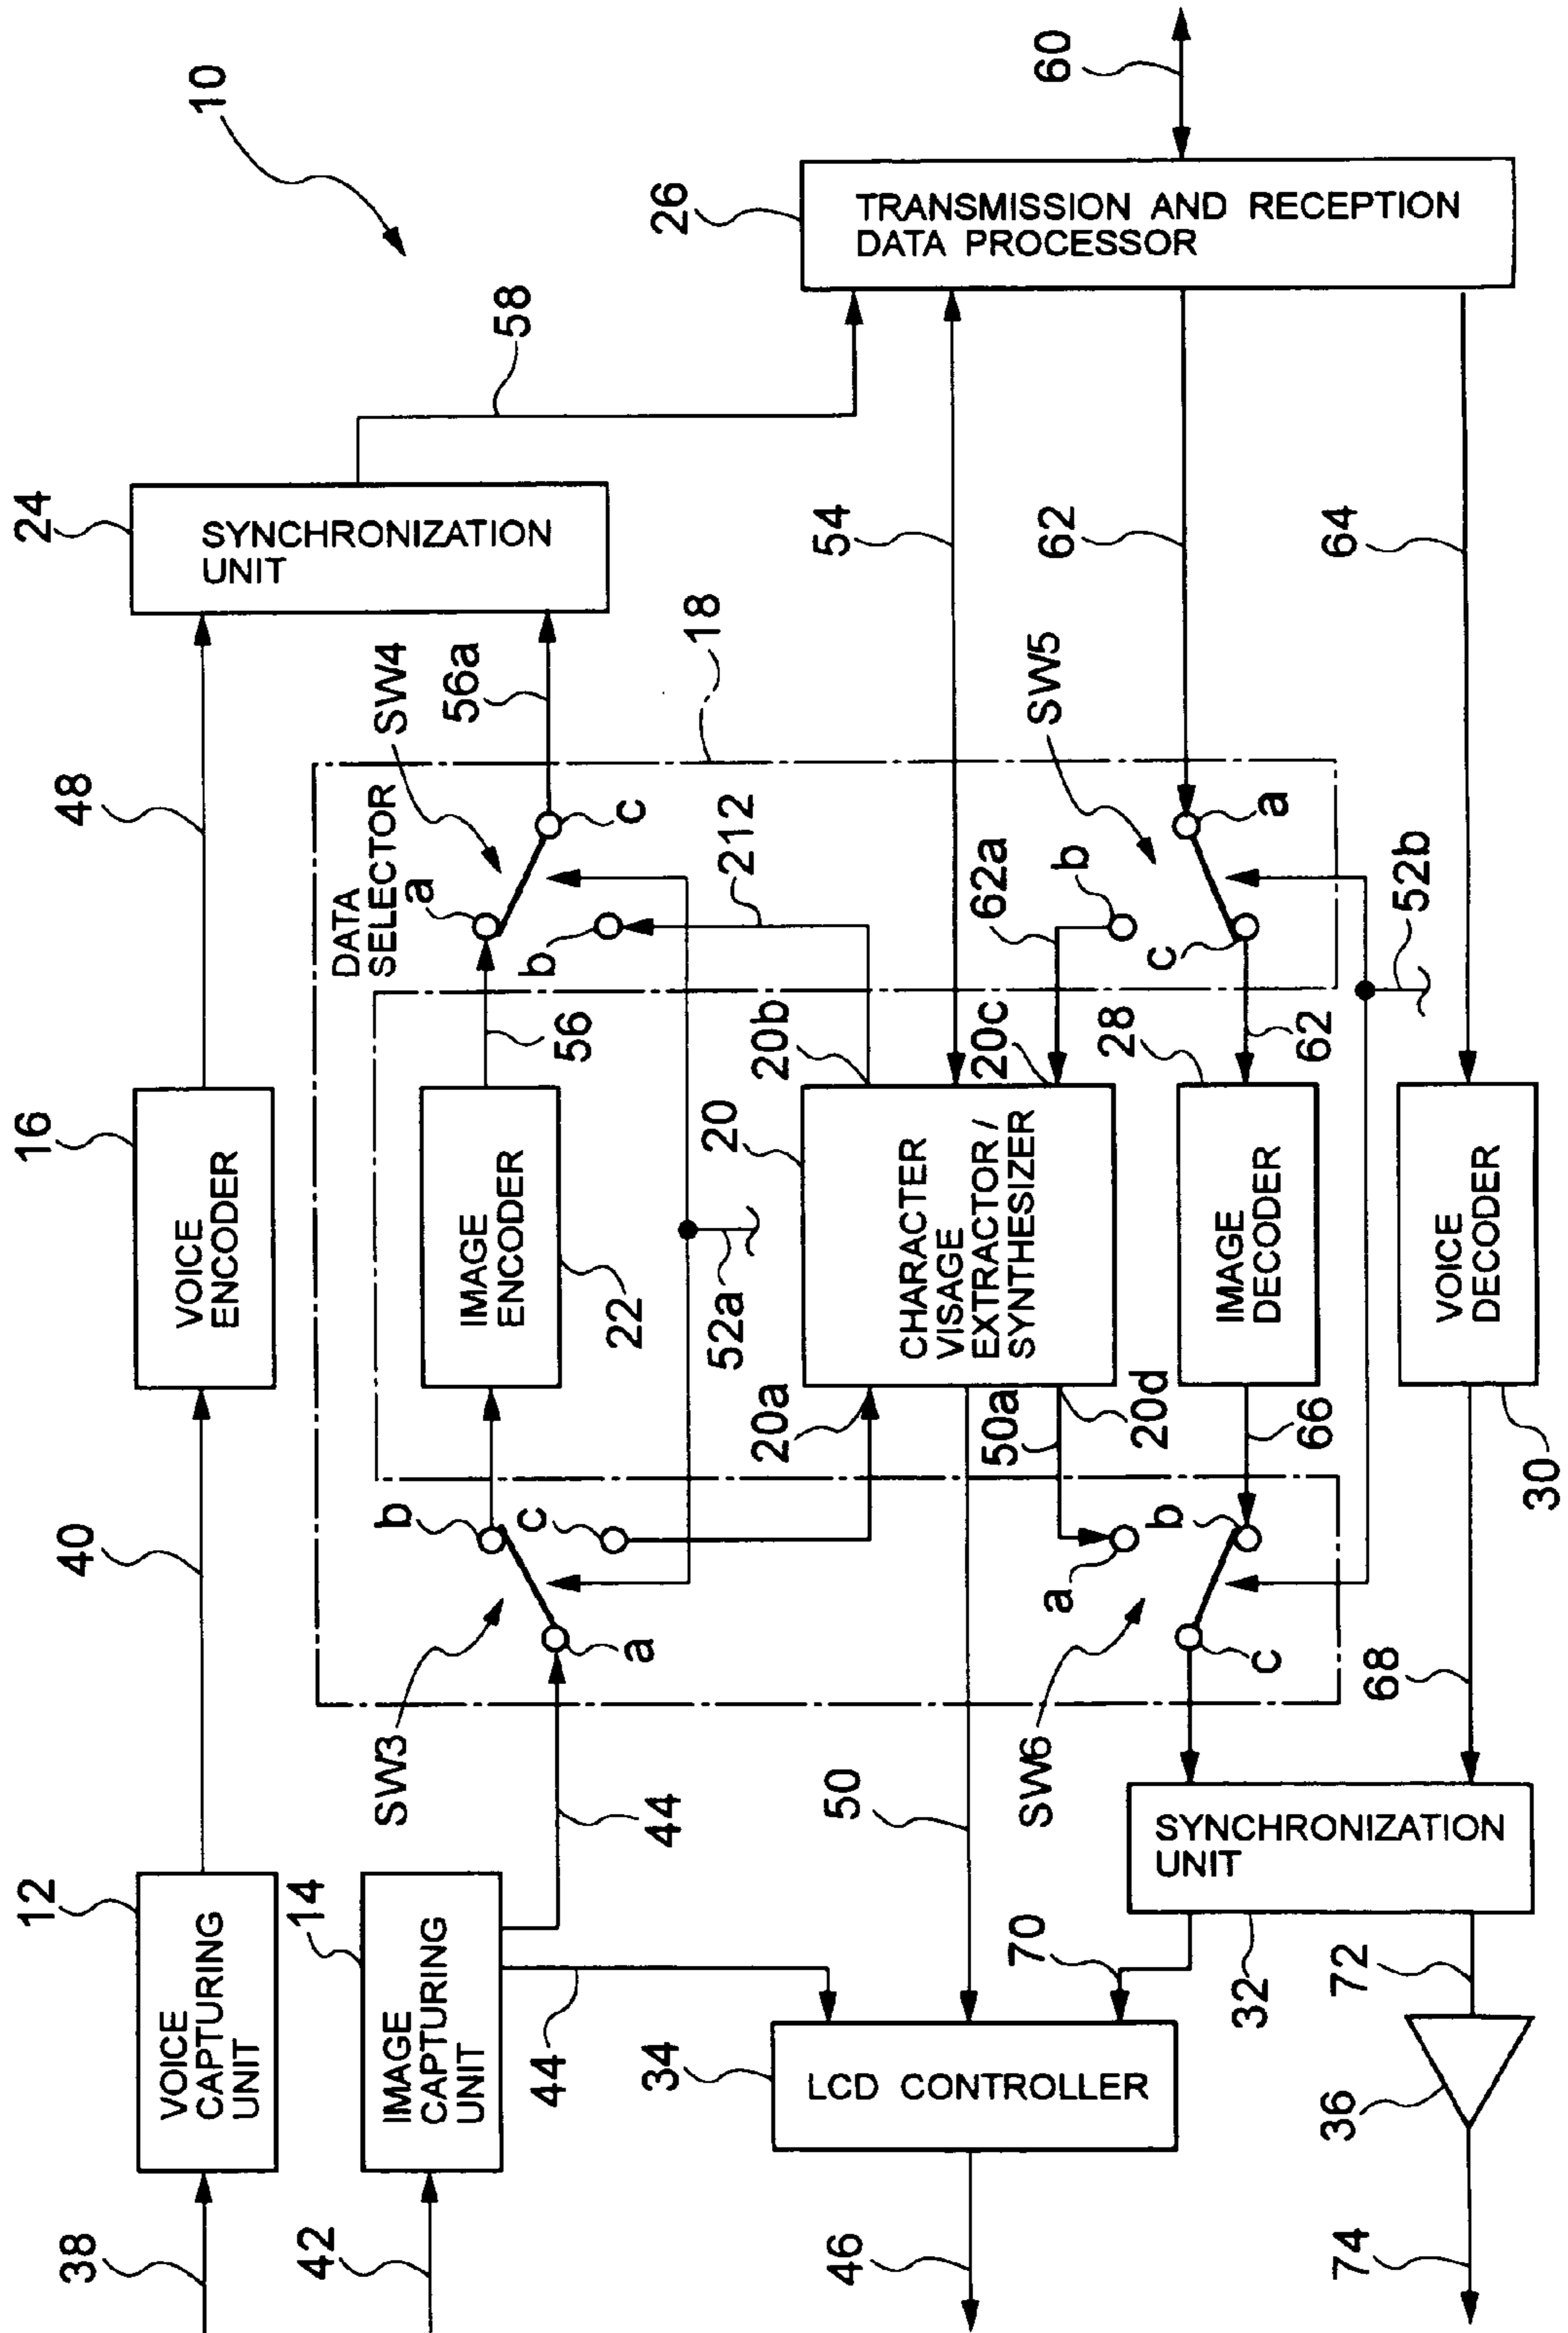 10
38
12
VOICE
CAPTURING
UNIT
40
16
VOICE
ENCODER
48
24
SYNCHRONIZATION
UNIT
58
42
14
IMAGE
CAPTURING
UNIT
44
44
SW3
a
b
c
DATA
SELECTOR
18
IMAGE
ENCODER
22
56
SW4
a
b
c
56a
52a
212
20a
20
20b
CHARACTER
VISAGE
EXTRACTOR /
SYNTHESIZER
20c
20d
50a
50
54
26
TRANSMISSION AND RECEPTION
DATA PROCESSOR
60
34
LCD CONTROLLER
46
70
SW6
a
b
c
66
28
IMAGE
DECODER
62
62a
SW5
a
b
c
62
52b
32
SYNCHRONIZATION
UNIT
68
30
VOICE
DECODER
64
72
36
74